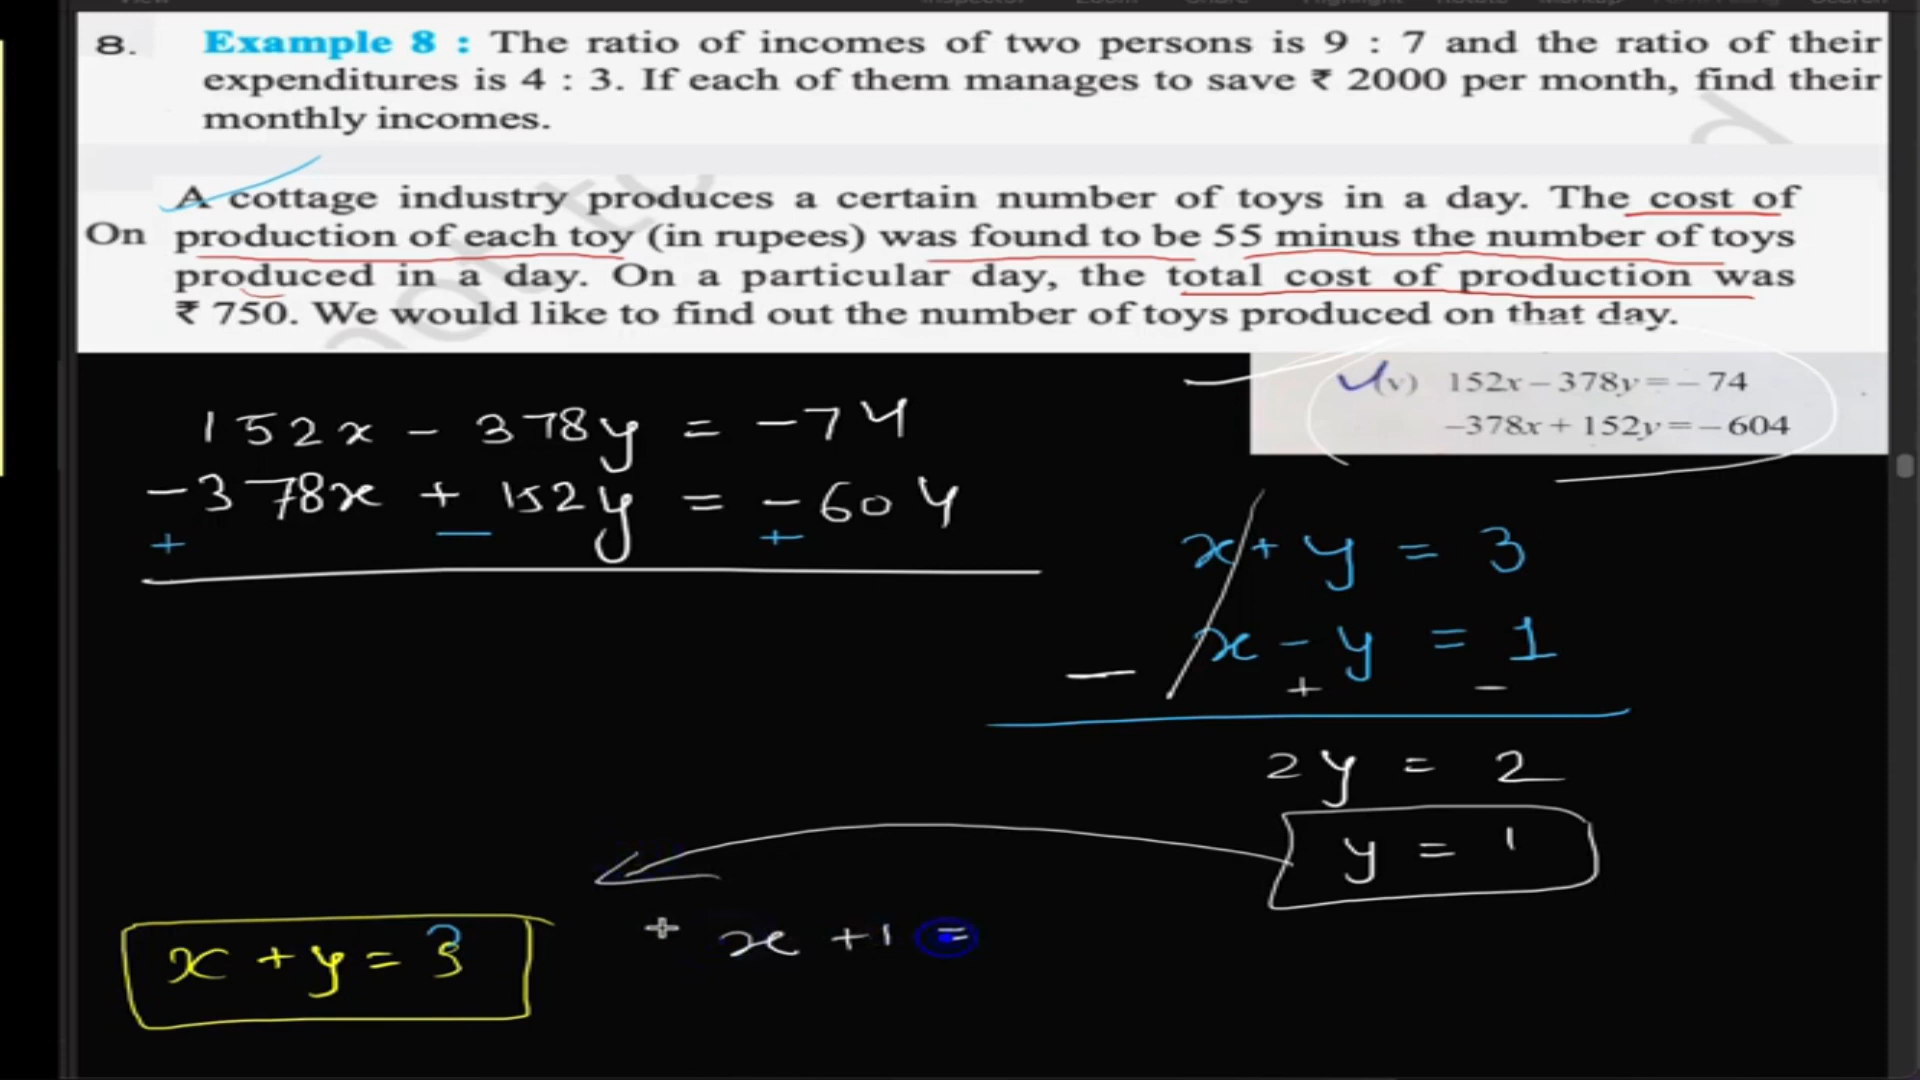 8. Example 8 : The ratio of incomes of two persons is 9 : 7 and the ratio of their
expenditures is 4 : 3. If each of them manages to save ₹ 2000 per month, find their
monthly incomes.
A cottage industry produces a certain number of toys in a day. The cost of
On production of each toy (in rupees) was found to be 55 minus the number of toys
produced in a day. On a particular day, the total cost of production was
₹ 750. We would like to find out the number of toys produced on that day.
(v) 152x – 378y = – 74
–378x + 152y = – 604
152x - 378y = -74
-378x + 152y = -604
+ — +
x + y = 3
x - y = 1
— + -
2y = 2
y = 1
x + y = 3
x + 1 =